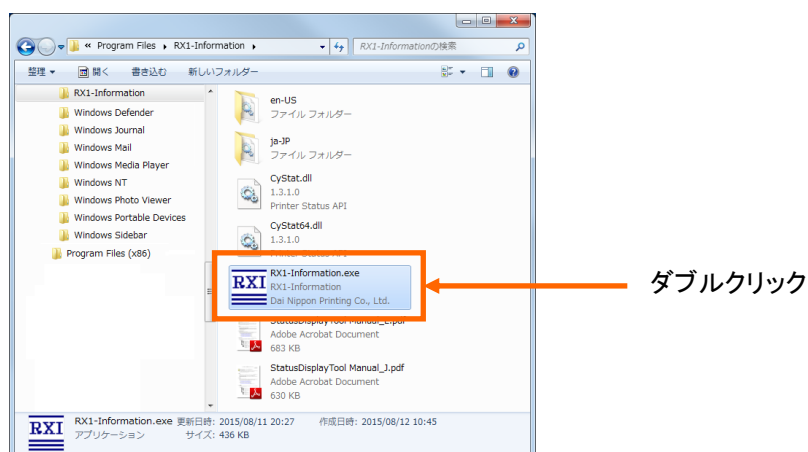 « Program Files ▸ RX1-Information ▸
RX1-Informationの検索
整理 ▼ 開く 書き込む 新しいフォルダー
RX1-Information
Windows Defender
Windows Journal
Windows Mail
Windows Media Player
Windows NT
Windows Photo Viewer
Windows Portable Devices
Windows Sidebar
Program Files (x86)
en-US
ファイル フォルダー
ja-JP
ファイル フォルダー
CyStat.dll
1.3.1.0
Printer Status API
CyStat64.dll
1.3.1.0
Printer Status API
RX1
RX1-Information.exe
RX1-Information
Dai Nippon Printing Co., Ltd.
StatusDisplayTool Manual_E.pdf
Adobe Acrobat Document
683 KB
StatusDisplayTool Manual_J.pdf
Adobe Acrobat Document
630 KB
ダブルクリック
RX1
RX1-Information.exe 更新日時: 2015/08/11 20:27 作成日時: 2015/08/12 10:45
アプリケーション サイズ: 436 KB